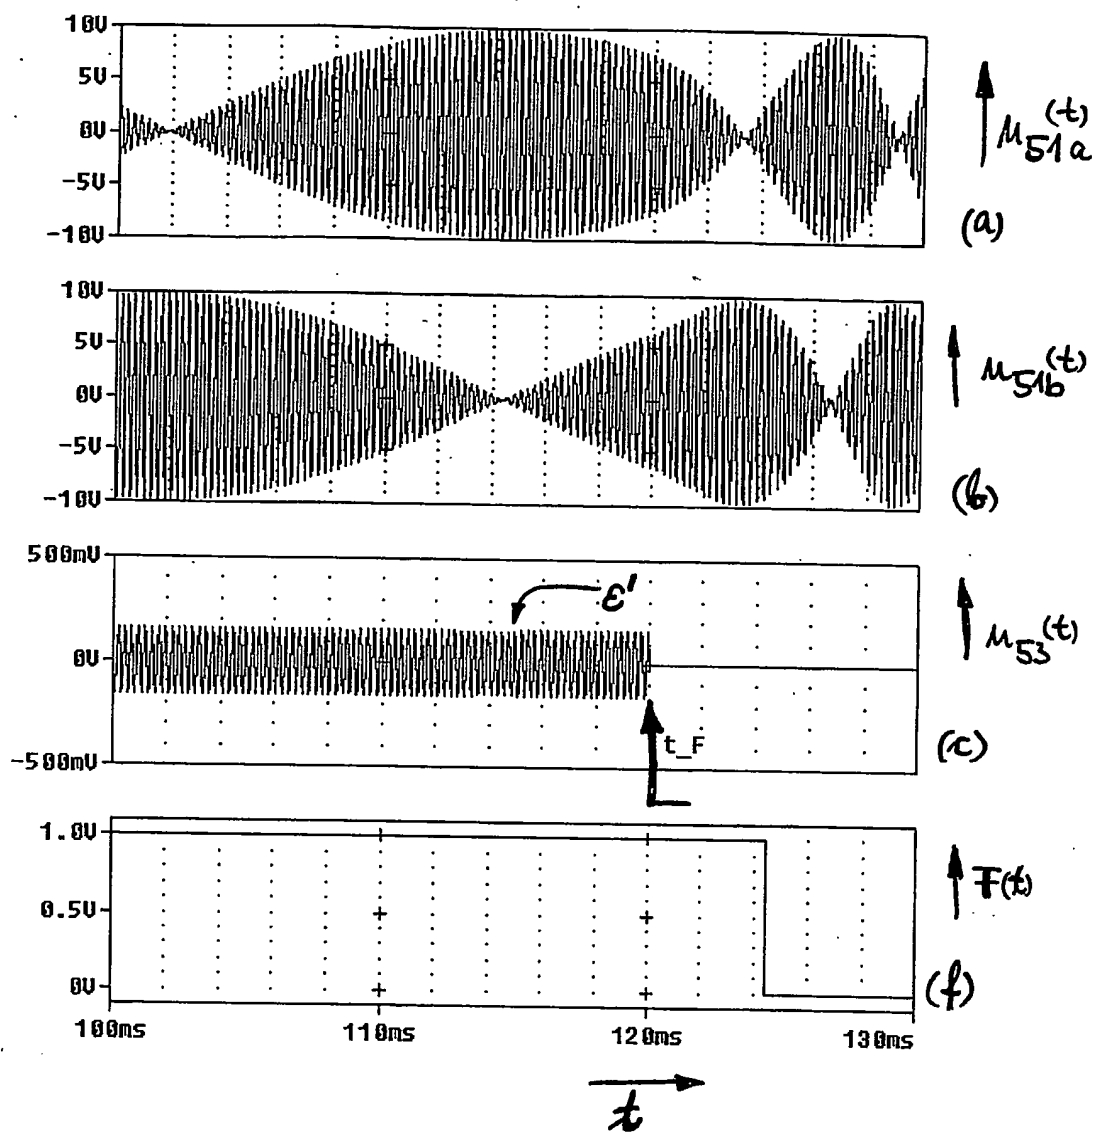 10V
5V
0V
-5V
-10V
u51a(t)
(a)
10V
5V
0V
-5V
-10V
u51b(t)
(b)
500mV
0V
-500mV
ε'
t_F
u53(t)
(c)
1.0V
0.5V
0V
F(t)
(f)
100ms 110ms 120ms 130ms
t